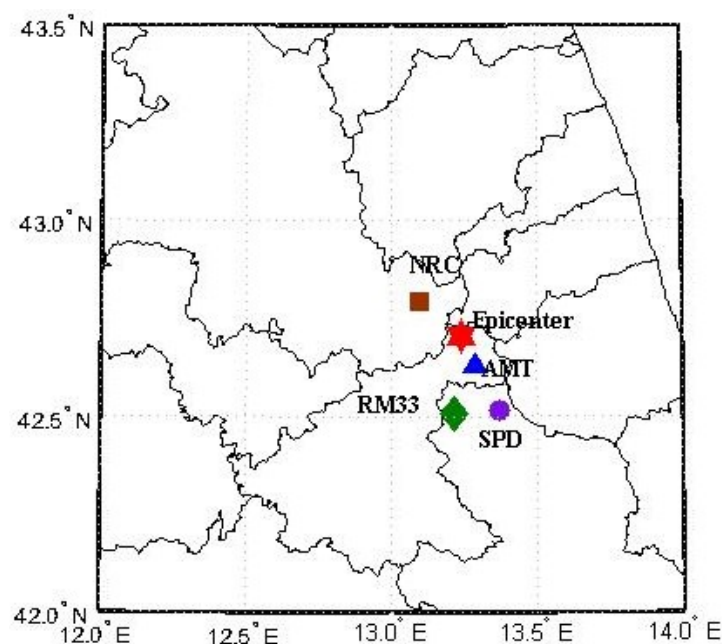 43.5° N
43.0° N
NRC
Epicenter
AMT
RM33
42.5° N
SPD
42.0° N
12.0° E 12.5° E 13.0° E 13.5° E 14.0° E